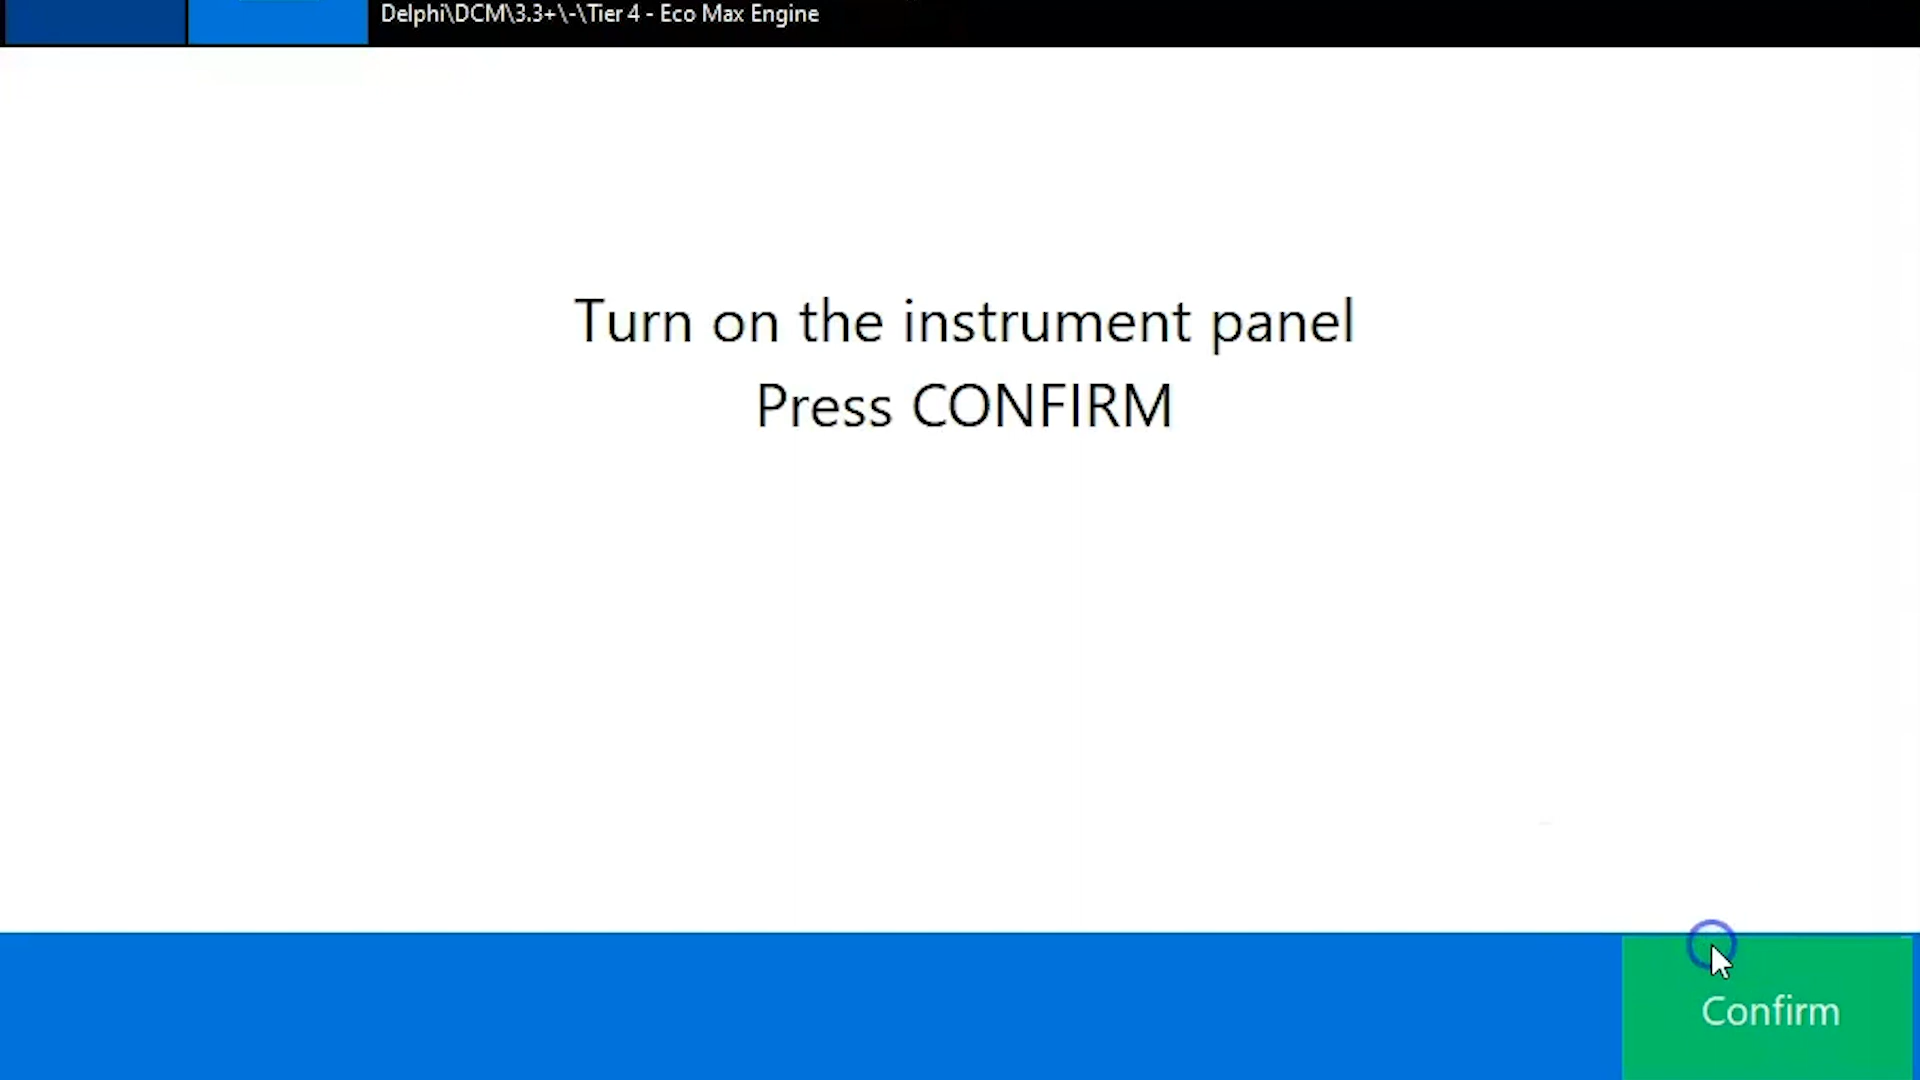 Delphi\DCM\3.3+\-\Tier 4 - Eco Max Engine
Turn on the instrument panel
Press CONFIRM
Confirm